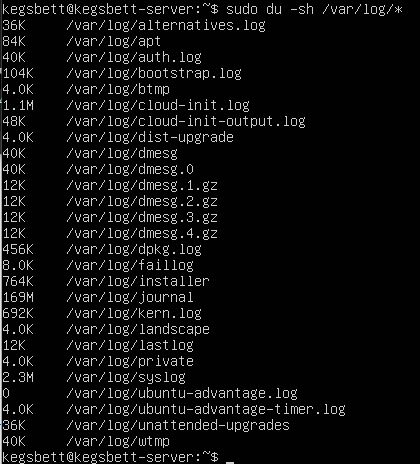 kegsbett@kegsbett-server:~$ sudo du -sh /var/log/*
36K /var/log/alternatives.log
84K /var/log/apt
40K /var/log/auth.log
104K /var/log/bootstrap.log
4.0K /var/log/btmp
1.1M /var/log/cloud-init.log
48K /var/log/cloud-init-output.log
4.0K /var/log/dist-upgrade
40K /var/log/dmesg
40K /var/log/dmesg.0
12K /var/log/dmesg.1.gz
12K /var/log/dmesg.2.gz
12K /var/log/dmesg.3.gz
12K /var/log/dmesg.4.gz
456K /var/log/dpkg.log
8.0K /var/log/faillog
764K /var/log/installer
169M /var/log/journal
692K /var/log/kern.log
4.0K /var/log/landscape
12K /var/log/lastlog
4.0K /var/log/private
2.3M /var/log/syslog
0 /var/log/ubuntu-advantage.log
4.0K /var/log/ubuntu-advantage-timer.log
36K /var/log/unattended-upgrades
40K /var/log/wtmp
kegsbett@kegsbett-server:~$ _